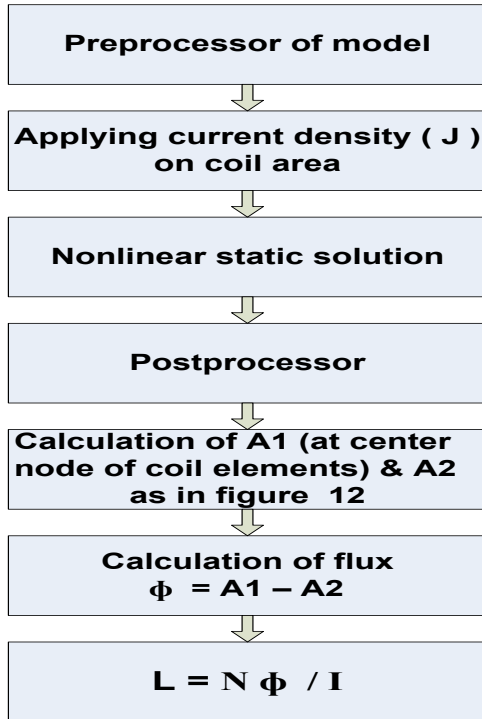 Preprocessor of model
Applying current density ( J )
on coil area
Nonlinear static solution
Postprocessor
Calculation of A1 (at center
node of coil elements) & A2
as in figure 12
Calculation of flux
Φ = A1 – A2
L = N Φ / I